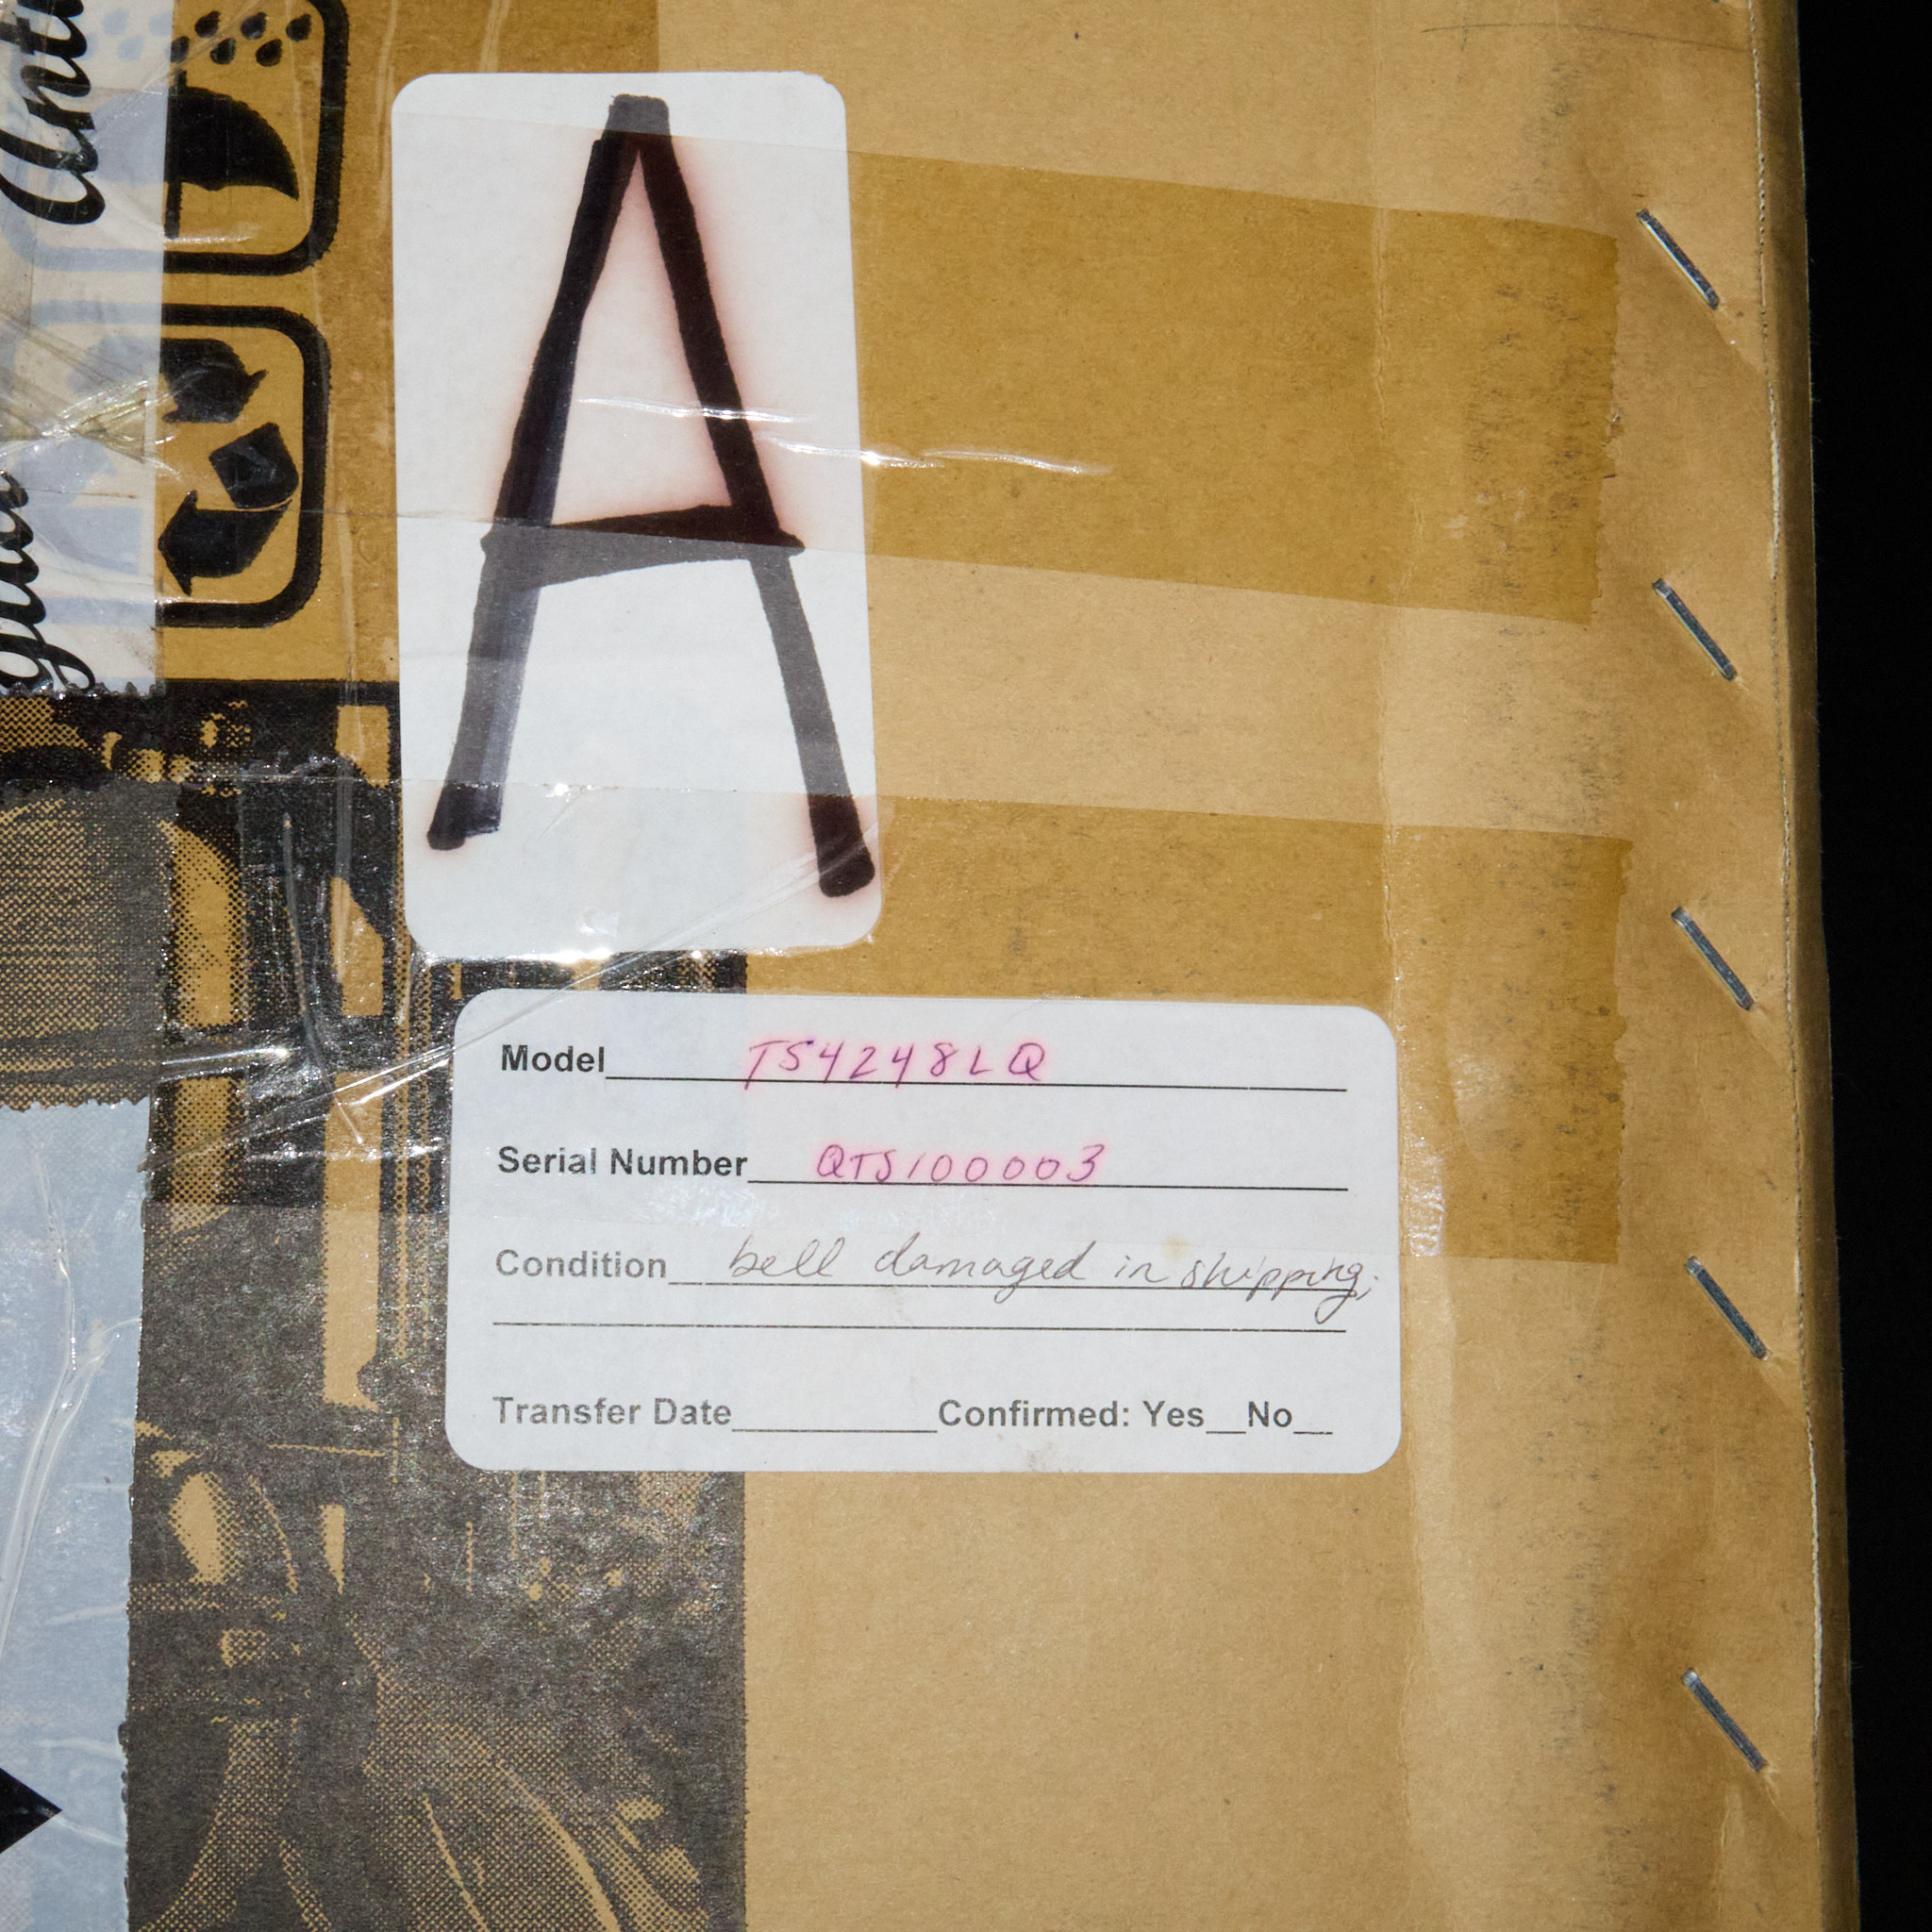 A
Model TS4248LQ
Serial Number QTS100003
Condition bell damaged in shipping;
Transfer Date Confirmed: Yes No